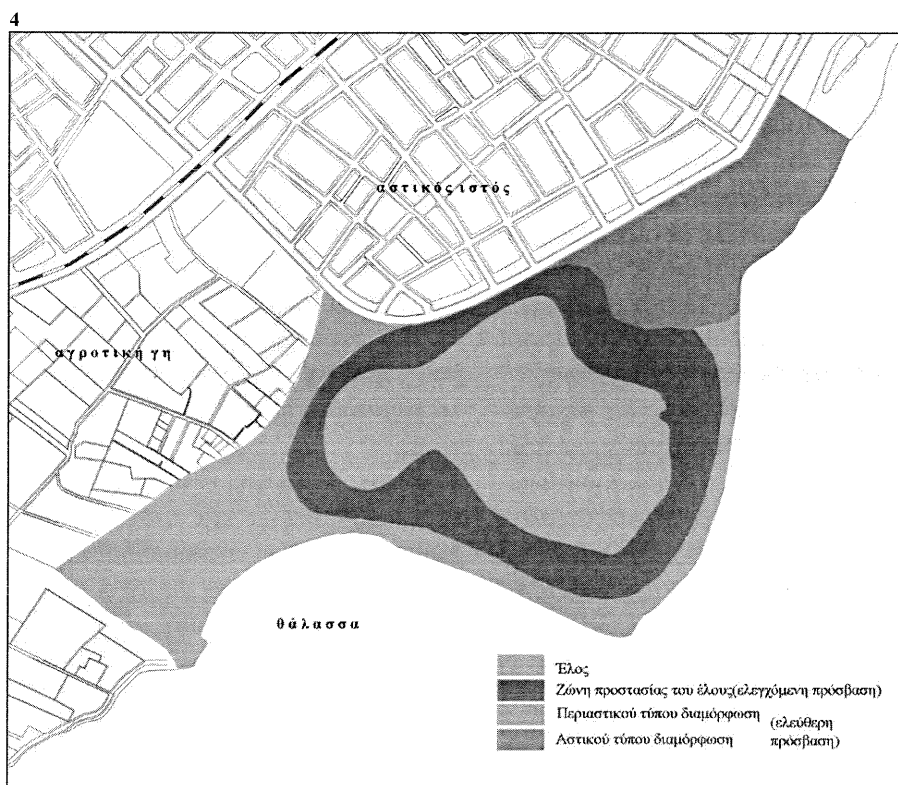 4
αστικός ιστός
αγροτική γη
θάλασσα
Έλος
Ζώνη προστασίας του έλους(ελεγχόμενη πρόσβαση)
Περιαστικού τύπου διαμόρφωση (ελεύθερη
Αστικού τύπου διαμόρφωση πρόσβαση)